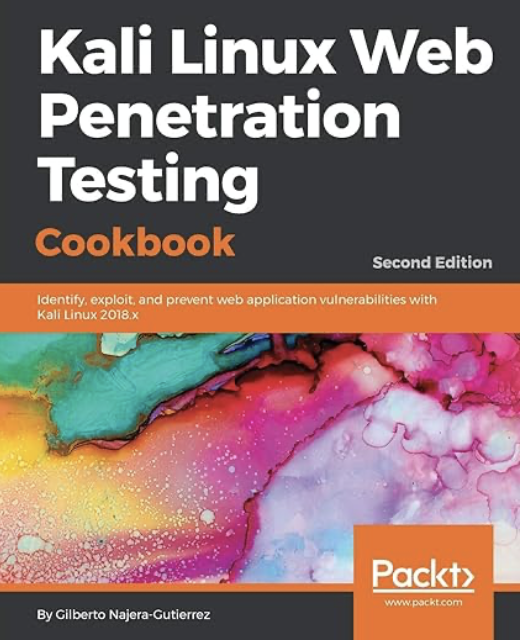 Kali Linux Web
Penetration
Testing
Cookbook
Second Edition
Identify, exploit, and prevent web application vulnerabilities with
Kali Linux 2018.x
Packt>
www.packt.com
By Gilberto Najera-Gutierrez